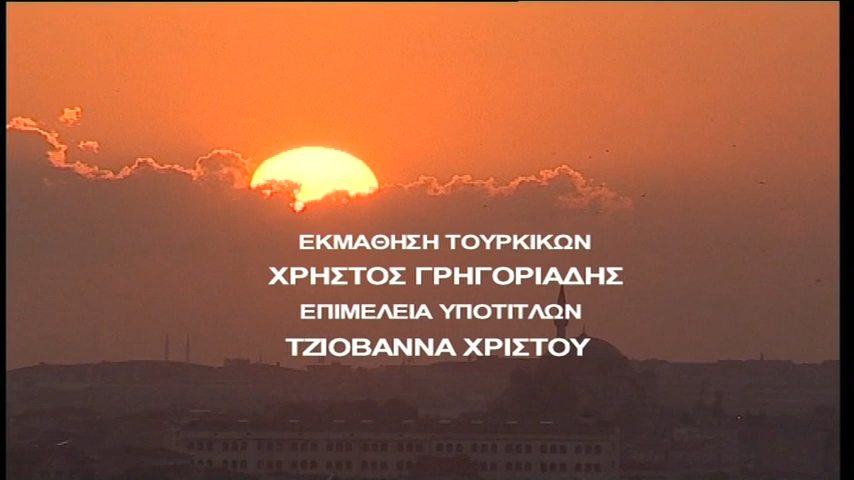 ΕΚΜΑΘΗΣΗ ΤΟΥΡΚΙΚΩΝ
ΧΡΗΣΤΟΣ ΓΡΗΓΟΡΙΑΔΗΣ
ΕΠΙΜΕΛΕΙΑ ΥΠΟΤΙΤΛΩΝ
ΤΖΙΟΒΑΝΝΑ ΧΡΙΣΤΟΥ